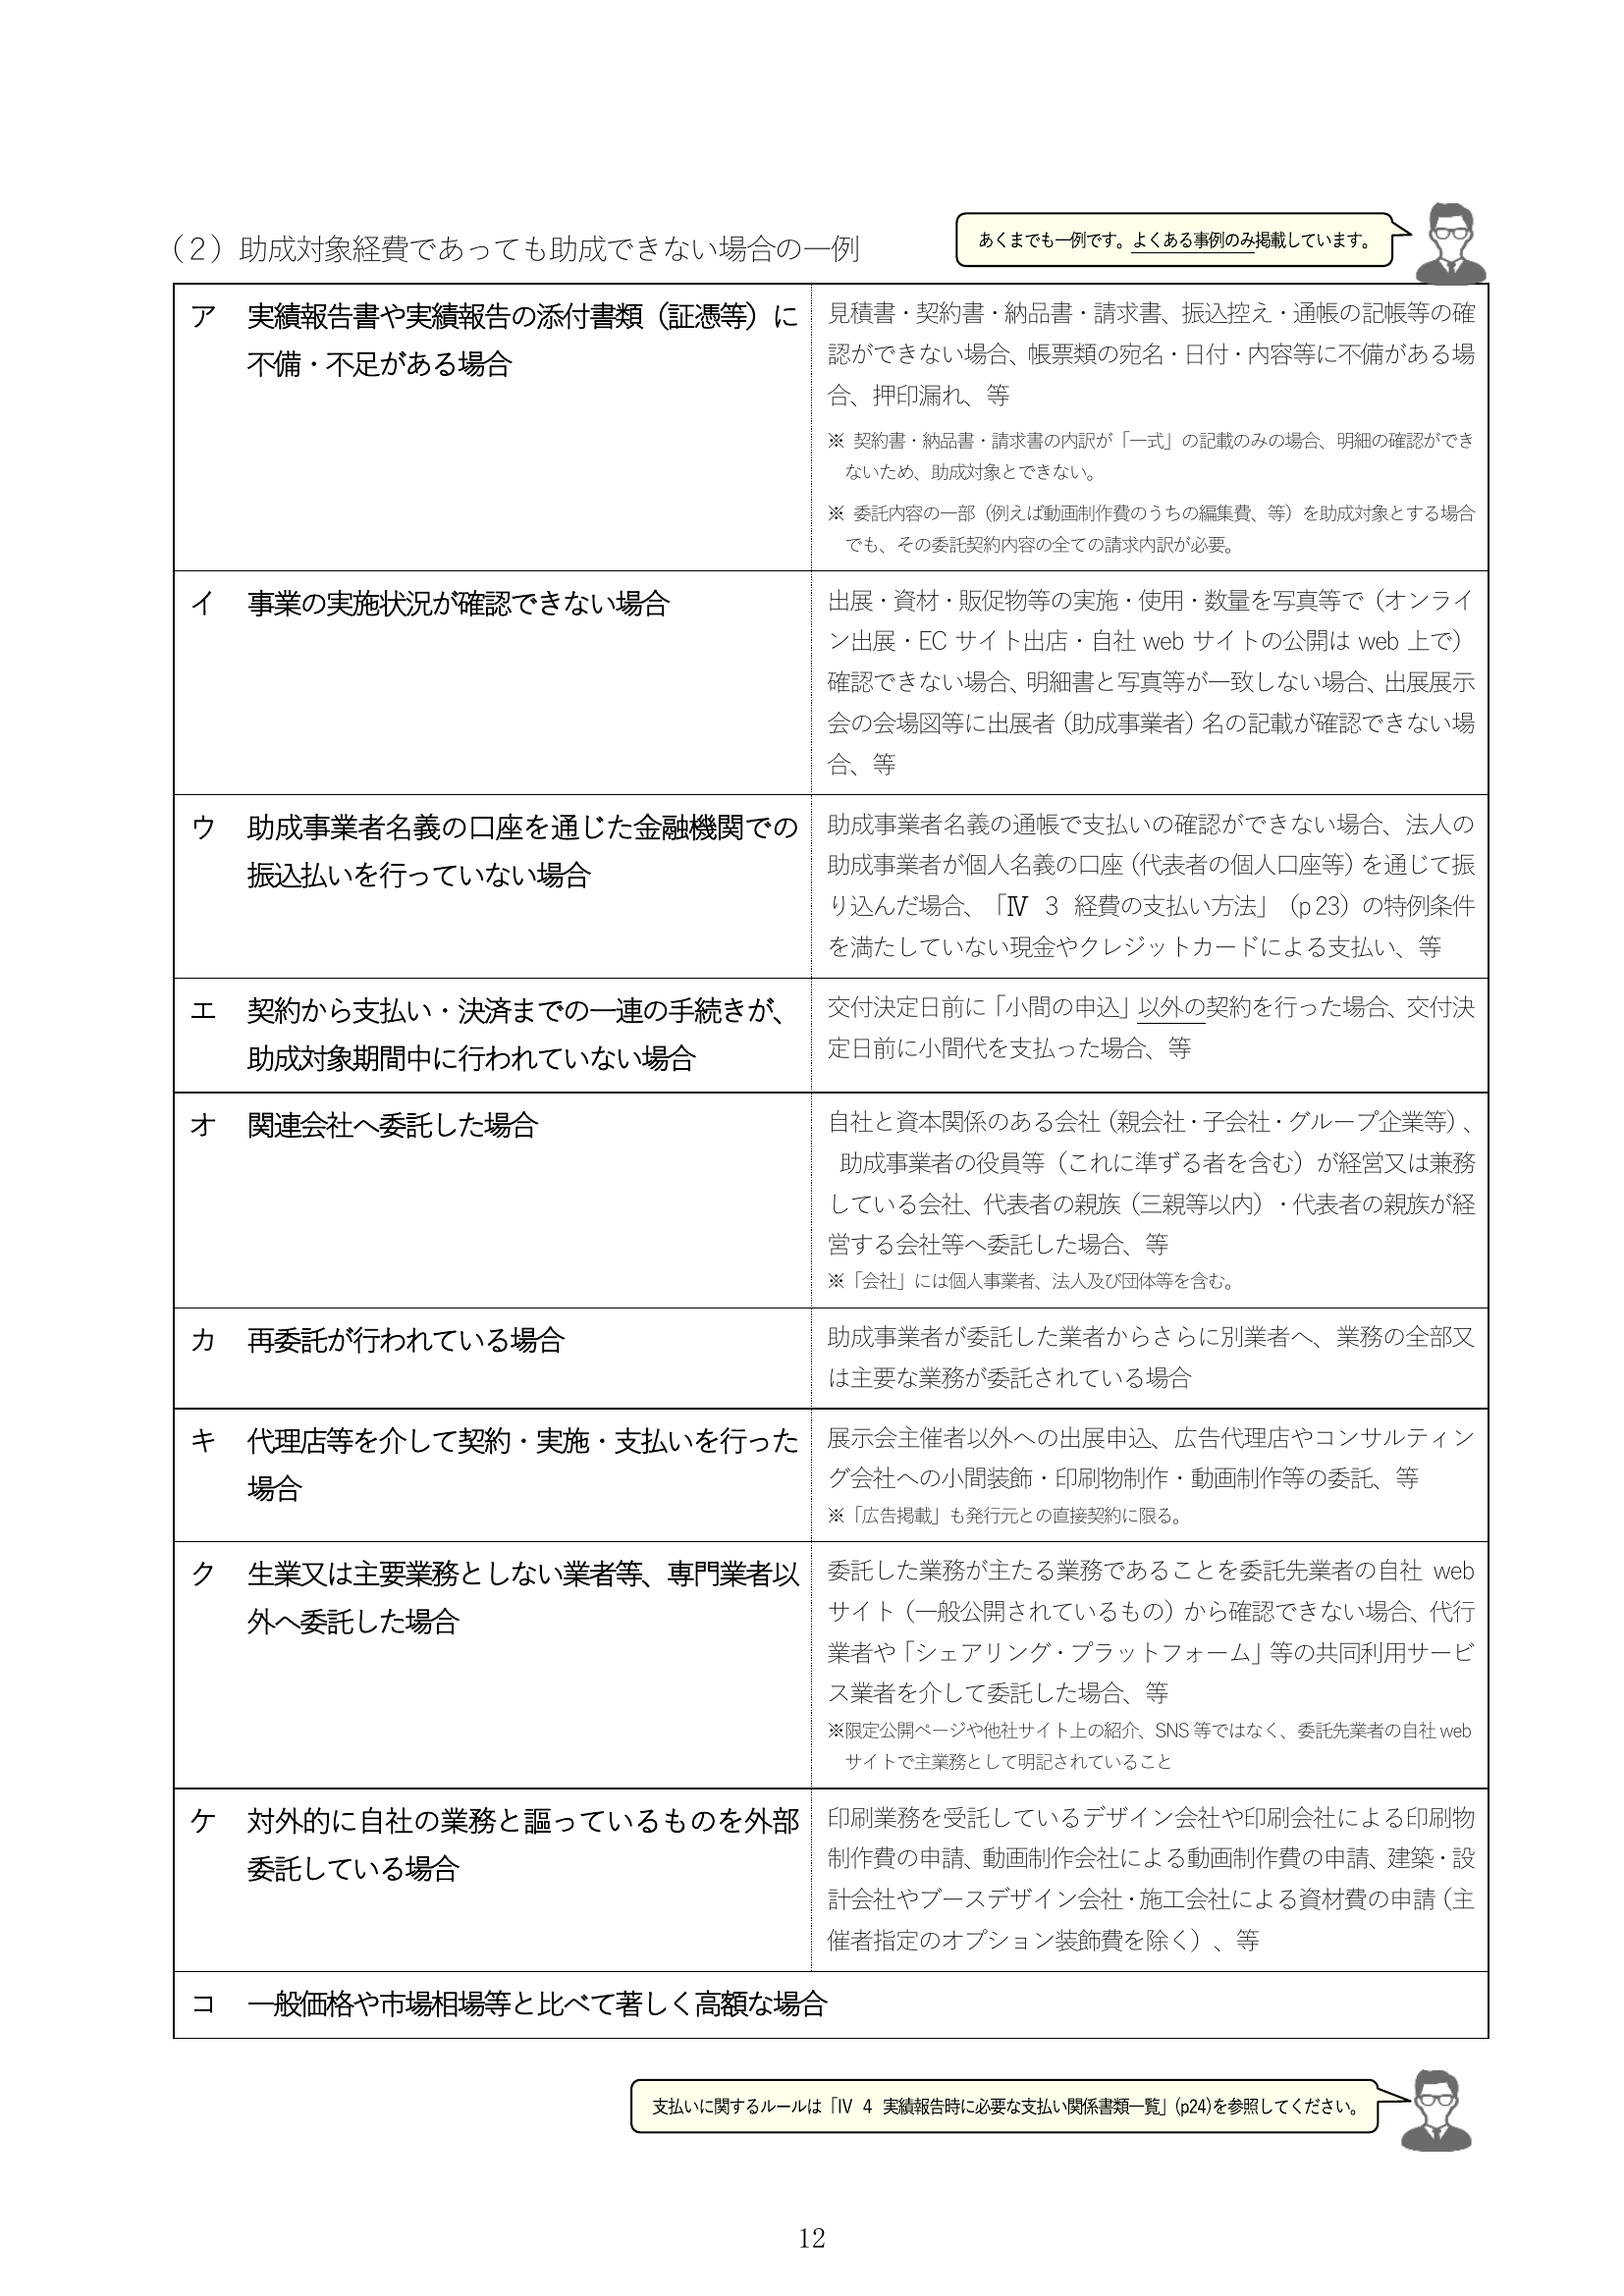 （2）助成対象経費であっても助成できない場合の一例
あくまでも一例です。よくある事例のみ掲載しています。
ア　実績報告書や実績報告の添付書類（証憑等）に
不備・不足がある場合
見積書・契約書・納品書・請求書、振込控え・通帳の記帳等の確
認ができない場合、帳票類の宛名・日付・内容等に不備がある場
合、押印漏れ、等
※ 契約書・納品書・請求書の内訳が「一式」の記載のみの場合、明細の確認ができ
ないため、助成対象とできない。
※ 委託内容の一部（例えば動画制作費のうちの編集費、等）を助成対象とする場合
でも、その委託契約内容の全ての請求内訳が必要。
イ　事業の実施状況が確認できない場合
出展・資材・販促物等の実施・使用・数量を写真等で（オンライ
ン出展・EC サイト出店・自社 web サイトの公開は web 上で）
確認できない場合、明細書と写真等が一致しない場合、出展展示
会の会場図等に出展者（助成事業者）名の記載が確認できない場
合、等
ウ　助成事業者名義の口座を通じた金融機関での
振込払いを行っていない場合
助成事業者名義の通帳で支払いの確認ができない場合、法人の
助成事業者が個人名義の口座（代表者の個人口座等）を通じて振
り込んだ場合、「Ⅳ 3 経費の支払い方法」（p23）の特例条件
を満たしていない現金やクレジットカードによる支払い、等
エ　契約から支払い・決済までの一連の手続きが、
助成対象期間中に行われていない場合
交付決定日前に「小間の申込」以外の契約を行った場合、交付決
定日前に小間代を支払った場合、等
オ　関連会社へ委託した場合
自社と資本関係のある会社（親会社・子会社・グループ企業等）、
助成事業者の役員等（これに準ずる者を含む）が経営又は兼務
している会社、代表者の親族（三親等以内）・代表者の親族が経
営する会社等へ委託した場合、等
※「会社」には個人事業者、法人及び団体等を含む。
カ　再委託が行われている場合
助成事業者が委託した業者からさらに別業者へ、業務の全部又
は主要な業務が委託されている場合
キ　代理店等を介して契約・実施・支払いを行った
場合
展示会主催者以外への出展申込、広告代理店やコンサルティン
グ会社への小間装飾・印刷物制作・動画制作等の委託、等
※「広告掲載」も発行元との直接契約に限る。
ク　生業又は主要業務としない業者等、専門業者以
外へ委託した場合
委託した業務が主たる業務であることを委託先業者の自社 web
サイト（一般公開されているもの）から確認できない場合、代行
業者や「シェアリング・プラットフォーム」等の共同利用サービ
ス業者を介して委託した場合、等
※限定公開ページや他社サイト上の紹介、SNS 等ではなく、委託先業者の自社 web
サイトで主業務として明記されていること
ケ　対外的に自社の業務と謳っているものを外部
委託している場合
印刷業務を受託しているデザイン会社や印刷会社による印刷物
制作費の申請、動画制作会社による動画制作費の申請、建築・設
計会社やブースデザイン会社・施工会社による資材費の申請（主
催者指定のオプション装飾費を除く）、等
コ　一般価格や市場相場等と比べて著しく高額な場合
支払いに関するルールは「Ⅳ 4 実績報告時に必要な支払い関係書類一覧」（p24)を参照してください。
12